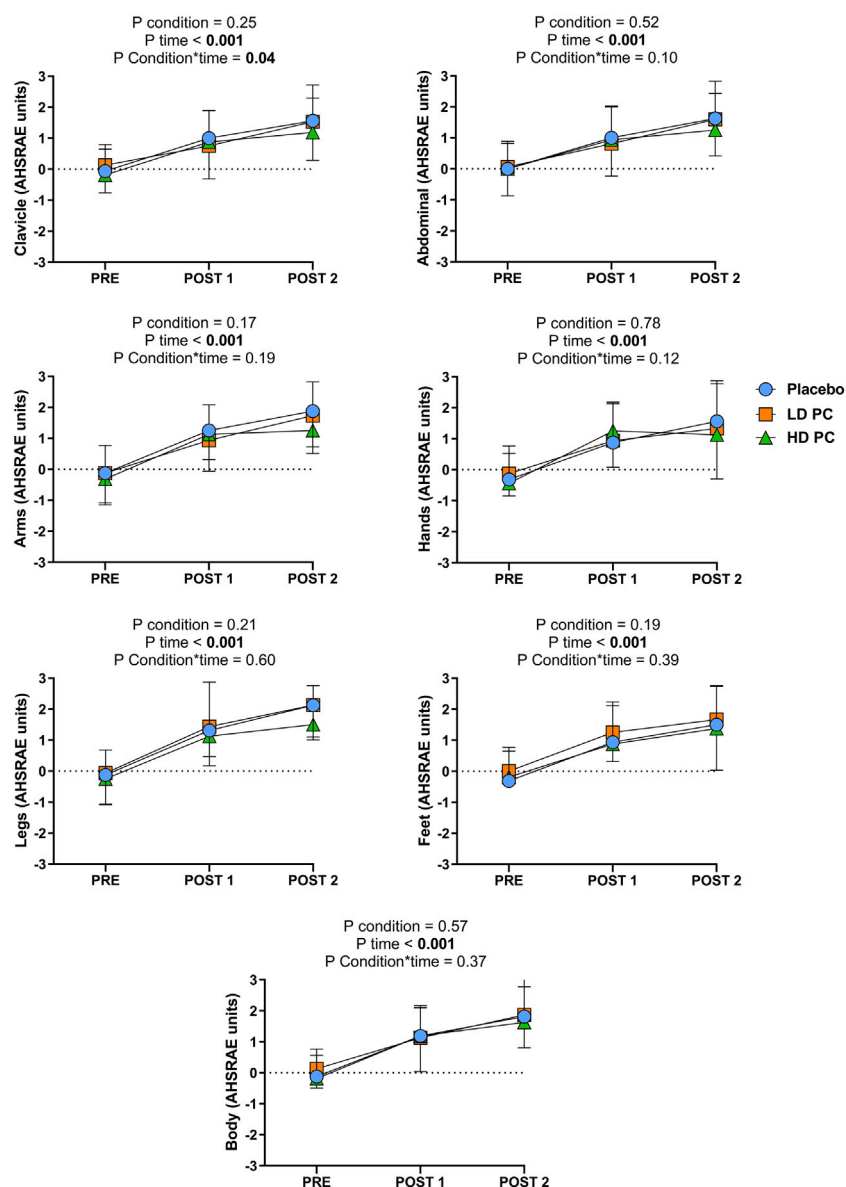 P condition = 0.25
P time < 0.001
P Condition*time = 0.04
Clavicle (AHSRAE units)
3
2
1
0
-1
-2
-3
PRE POST 1 POST 2
P condition = 0.52
P time < 0.001
P Condition*time = 0.10
Abdominal (AHSRAE units)
3
2
1
0
1
2
-3
PRE POST 1 POST 2
P condition = 0.17
P time < 0.001
P Condition*time = 0.19
Arms (AHSRAE units)
3
2
1
0
-1
-2
-3
PRE POST 1 POST 2
P condition = 0.78
P time < 0.001
P Condition*time = 0.12
Hands (AHSRAE units)
3
2
1
0
-1
-2
-3
PRE POST 1 POST 2
Placebo
LD PC
HD PC
P condition = 0.21
P time < 0.001
P Condition*time = 0.60
Legs (AHSRAE units)
3
2
1
0
-1
-2
-3
PRE POST 1 POST 2
P condition = 0.19
P time < 0.001
P Condition*time = 0.39
Feet (AHSRAE units)
3
2
1
0
-1
-2
-3
PRE POST 1 POST 2
P condition = 0.57
P time < 0.001
P Condition*time = 0.37
Body (AHSRAE units)
3
2
1
0
-1
-2
-3
PRE POST 1 POST 2